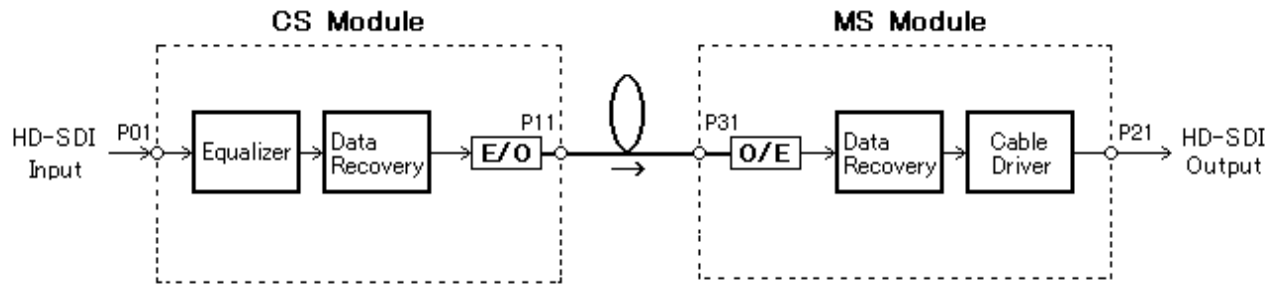 CS Module
MS Module
HD-SDI
Input
P01
Equalizer
Data
Recovery
E/O
P11
P31
O/E
Data
Recovery
Cable
Driver
P21
HD-SDI
Output